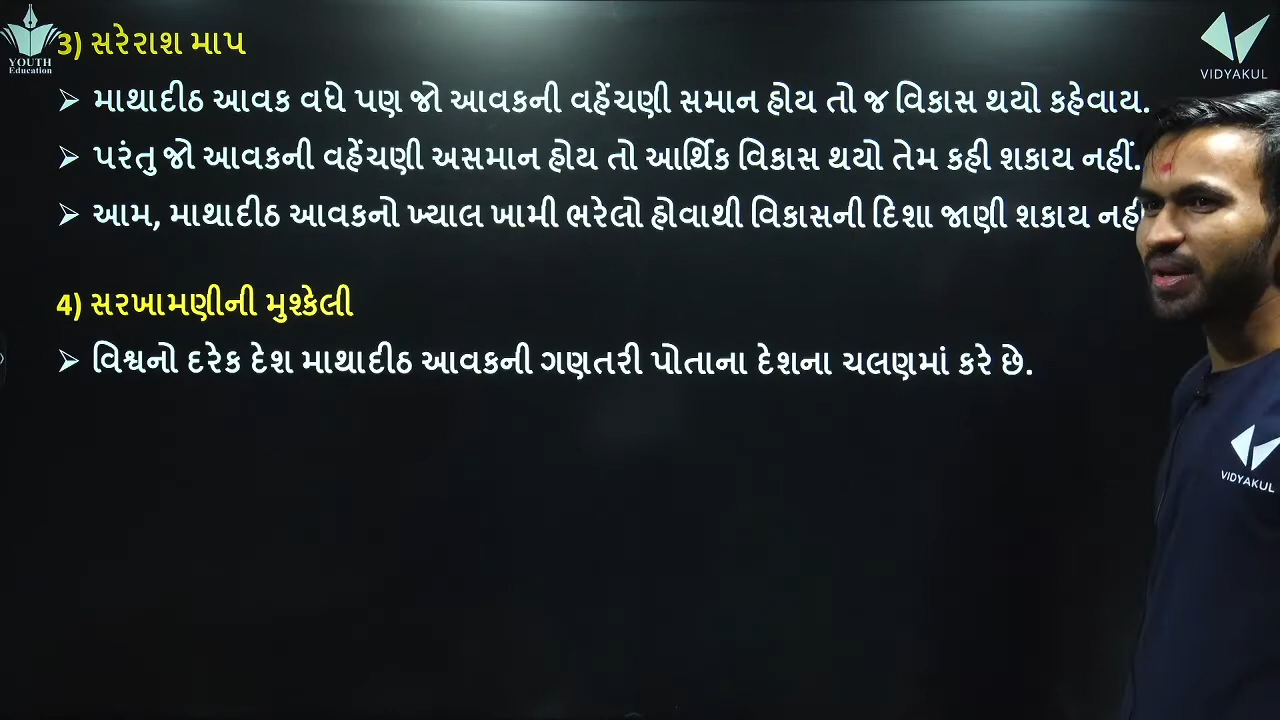 YOUTH
Education
3) સરેરાશ માપ
➢ માથાદીઠ આવક વધે પણ જો આવકની વહેંચણી સમાન હોય તો જ વિકાસ થયો કહેવાય.
➢ પરંતુ જો આવકની વહેંચણી અસમાન હોય તો આર્થિક વિકાસ થયો તેમ કહી શકાય નહીં.
➢ આમ, માથાદીઠ આવકનો ખ્યાલ ખામી ભરેલો હોવાથી વિકાસની દિશા જાણી શકાય
4) સરખામણીની મુશ્કેલી
➢ વિશ્વનો દરેક દેશ માથાદીઠ આવકની ગણતરી પોતાના દેશના ચલણમાં કરે છે.
VIDYAKUL
VIDYAKUL